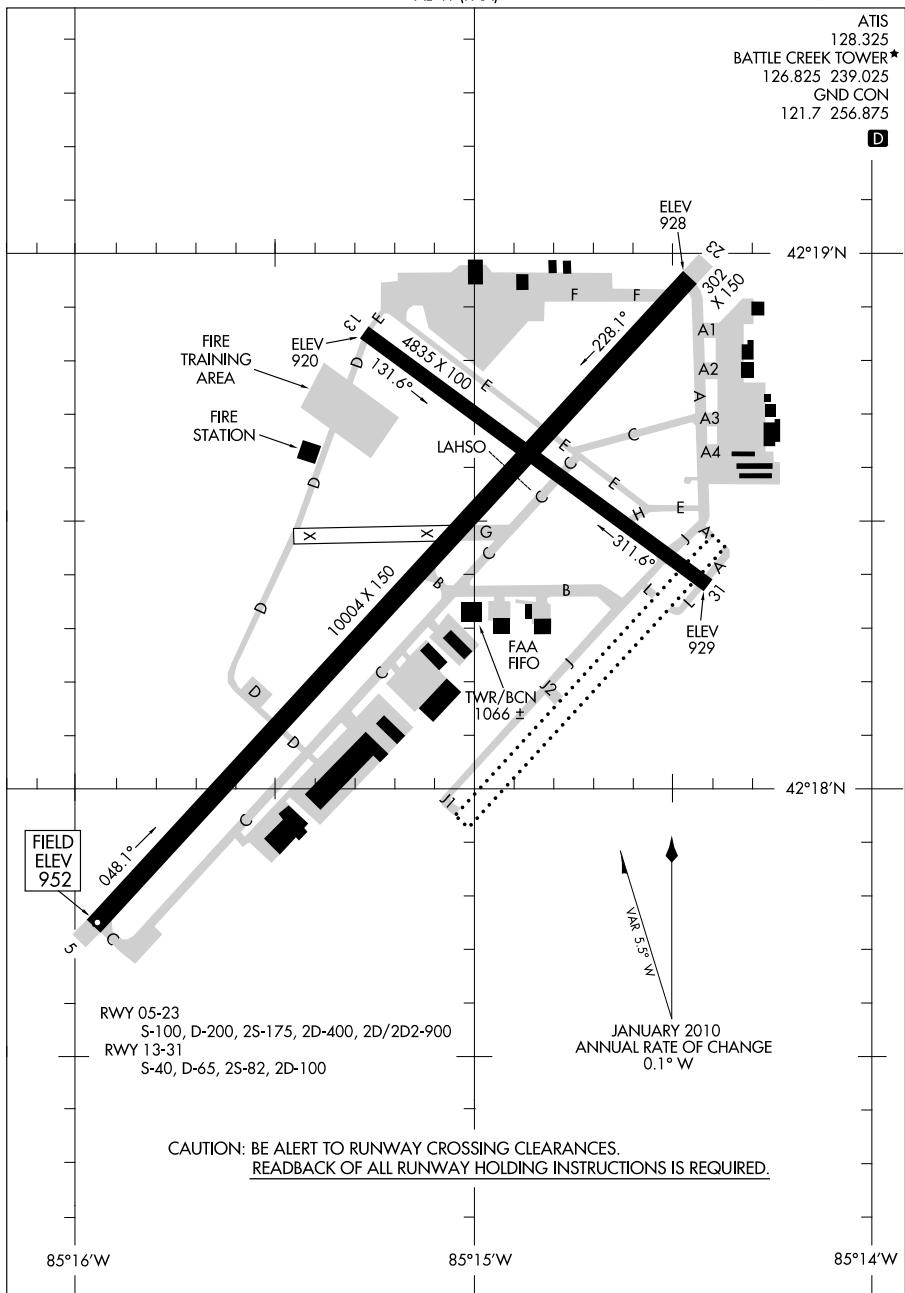 ATIS
128.325
BATTLE CREEK TOWER★
126.825 239.025
GND CON
121.7 256.875
D
ELEV
928
23
42°19'N
302
X 150
F F
228.1°
A1
13
E
ELEV
920
4835 X 100
131.6°
FIRE
TRAINING
AREA
D
E
A2
A
A3
FIRE
STATION
LAHSO
E
C
A4
C
D
E
C
H
E
X X
G
C
311.6°
J
A
A
10004 X 150
B
B
L
L
31
D
FAA
FIFO
ELEV
929
C
J
J2
TWR/BCN
1066 ±
D
D
J1
42°18'N
C
FIELD
ELEV
952
048.1°
5
C
VAR 5.5° W
RWY 05-23
S-100, D-200, 2S-175, 2D-400, 2D/2D2-900
RWY 13-31
S-40, D-65, 2S-82, 2D-100
JANUARY 2010
ANNUAL RATE OF CHANGE
0.1° W
CAUTION: BE ALERT TO RUNWAY CROSSING CLEARANCES.
READBACK OF ALL RUNWAY HOLDING INSTRUCTIONS IS REQUIRED.
85°16'W
85°15'W
85°14'W